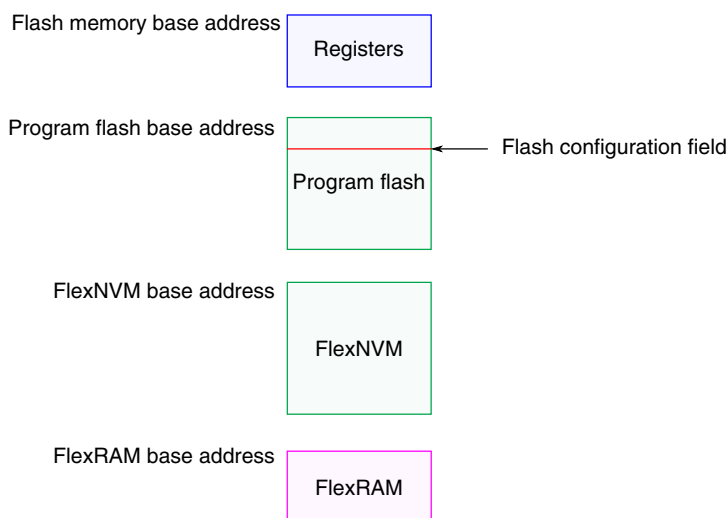 Flash memory base address
Registers
Program flash base address
Flash configuration field
Program flash
FlexNVM base address
FlexNVM
FlexRAM base address
FlexRAM